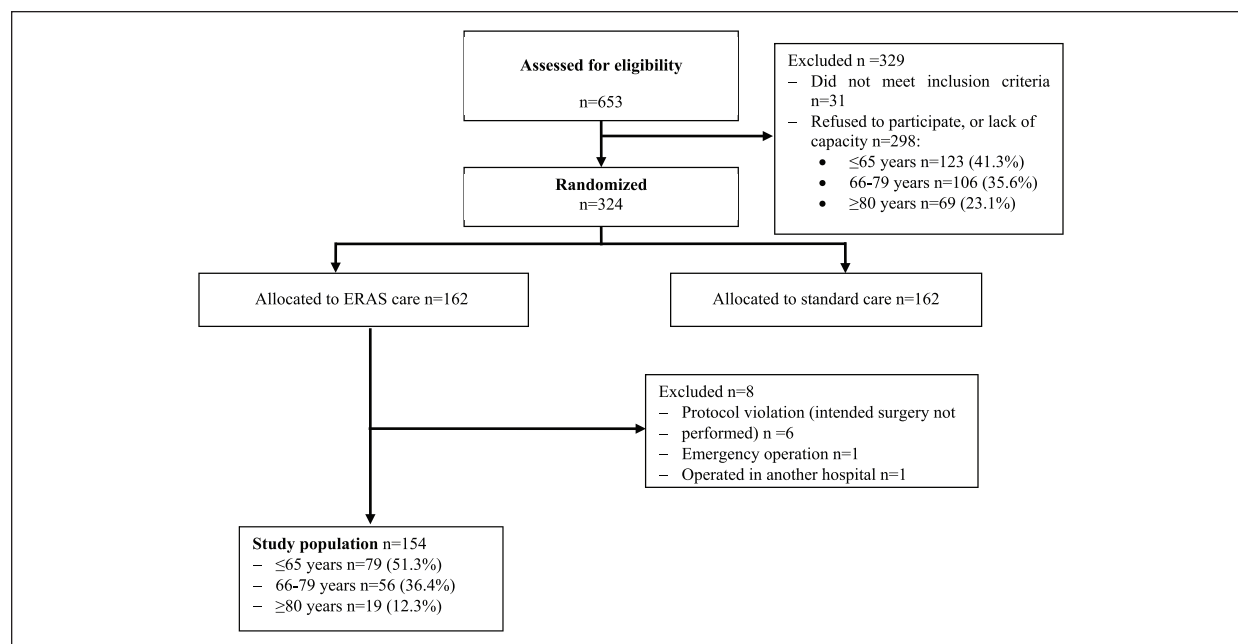 Assessed for eligibility
n=653
Excluded n =329
– Did not meet inclusion criteria
n=31
– Refused to participate, or lack of
capacity n=298:
• ≤65 years n=123 (41.3%)
• 66-79 years n=106 (35.6%)
• ≥80 years n=69 (23.1%)
Randomized
n=324
Allocated to ERAS care n=162
Allocated to standard care n=162
Excluded n=8
– Protocol violation (intended surgery not
– performed) n =6
– Emergency operation n=1
– Operated in another hospital n=1
Study population n=154
– ≤65 years n=79 (51.3%)
– 66-79 years n=56 (36.4%)
– ≥80 years n=19 (12.3%)